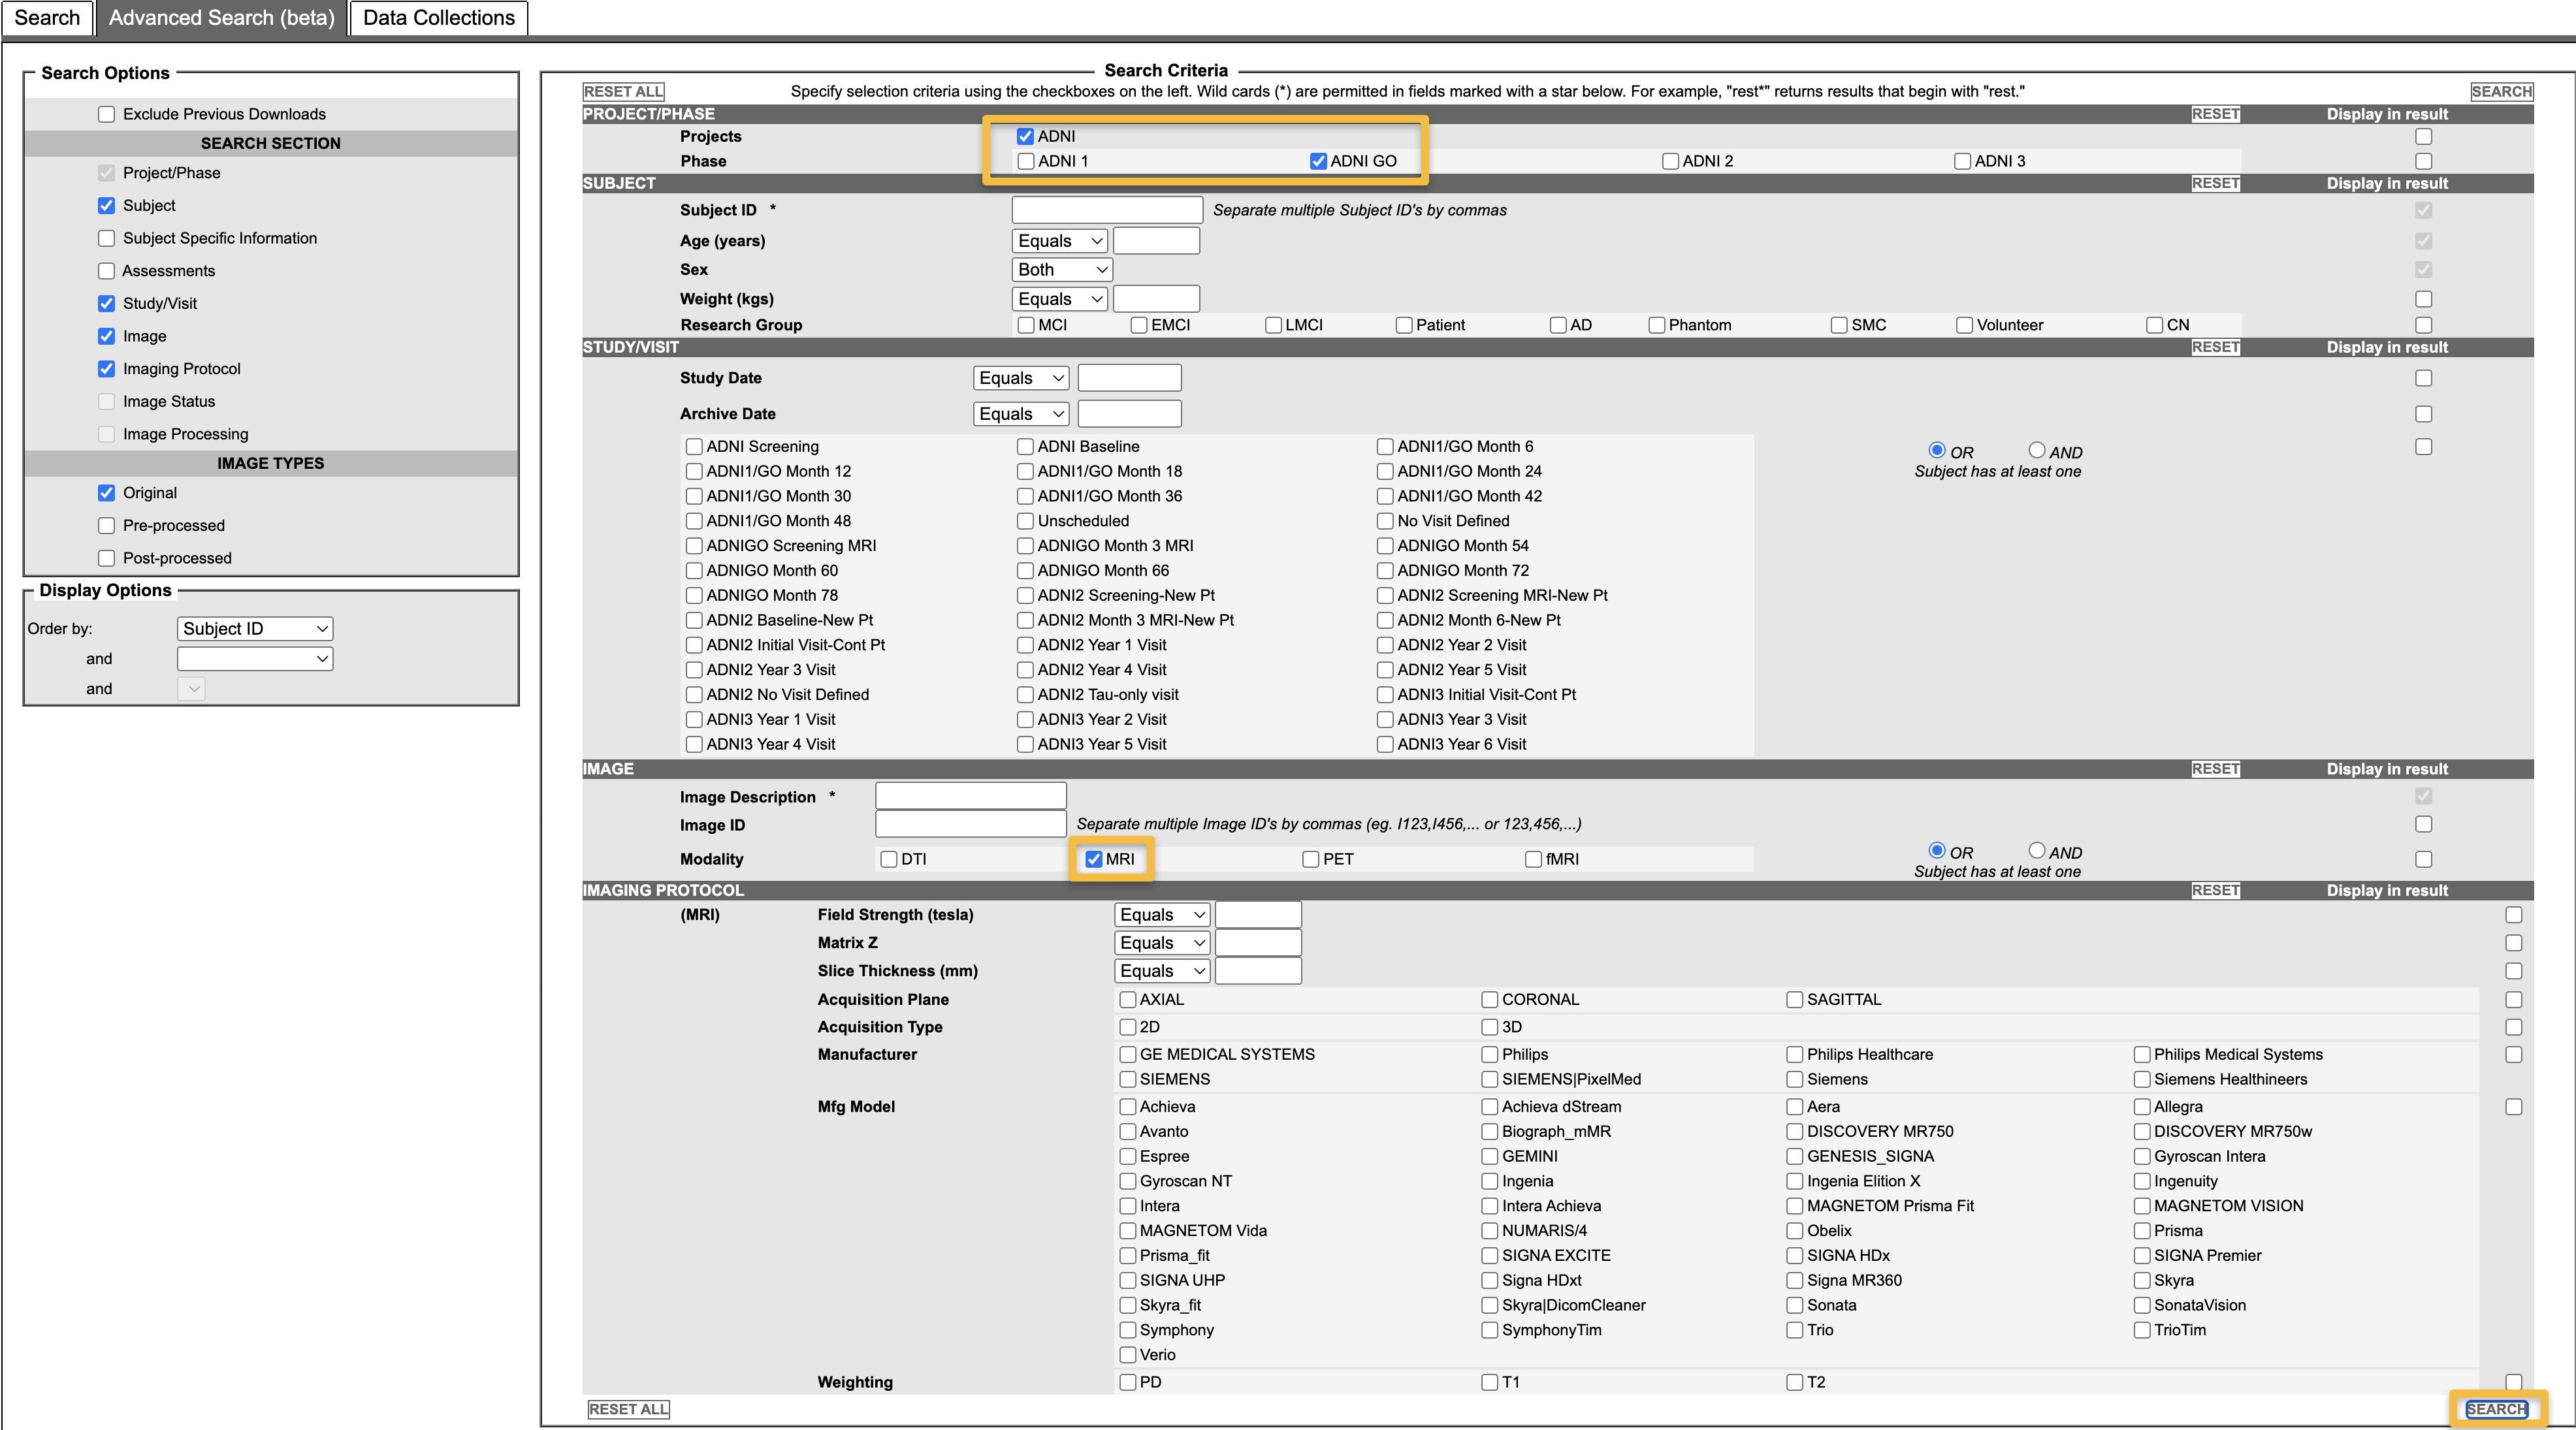 Search
Advanced Search (beta)
Data Collections
Search Options
Exclude Previous Downloads
SEARCH SECTION
Project/Phase
Subject
Subject Specific Information
Assessments
Study/Visit
Image
Imaging Protocol
Image Status
Image Processing
IMAGE TYPES
Original
Pre-processed
Post-processed
Display Options
Order by: Subject ID
and
and
Search Criteria
RESET ALL Specify selection criteria using the checkboxes on the left. Wild cards (*) are permitted in fields marked with a star below. For example, "rest*" returns results that begin with "rest." SEARCH
PROJECT/PHASE RESET Display in result
Projects ADNI
Phase ADNI 1 ADNI GO ADNI 2 ADNI 3
SUBJECT RESET Display in result
Subject ID * Separate multiple Subject ID's by commas
Age (years) Equals
Sex Both
Weight (kgs) Equals
Research Group MCI EMCI LMCI Patient AD Phantom SMC Volunteer CN
STUDY/VISIT RESET Display in result
Study Date Equals
Archive Date Equals
ADNI Screening ADNI Baseline ADNI1/GO Month 6 OR AND
ADNI1/GO Month 12 ADNI1/GO Month 18 ADNI1/GO Month 24 Subject has at least one
ADNI1/GO Month 30 ADNI1/GO Month 36 ADNI1/GO Month 42
ADNI1/GO Month 48 Unscheduled No Visit Defined
ADNIGO Screening MRI ADNIGO Month 3 MRI ADNIGO Month 54
ADNIGO Month 60 ADNIGO Month 66 ADNIGO Month 72
ADNIGO Month 78 ADNI2 Screening-New Pt ADNI2 Screening MRI-New Pt
ADNI2 Baseline-New Pt ADNI2 Month 3 MRI-New Pt ADNI2 Month 6-New Pt
ADNI2 Initial Visit-Cont Pt ADNI2 Year 1 Visit ADNI2 Year 2 Visit
ADNI2 Year 3 Visit ADNI2 Year 4 Visit ADNI2 Year 5 Visit
ADNI2 No Visit Defined ADNI2 Tau-only visit ADNI3 Initial Visit-Cont Pt
ADNI3 Year 1 Visit ADNI3 Year 2 Visit ADNI3 Year 3 Visit
ADNI3 Year 4 Visit ADNI3 Year 5 Visit ADNI3 Year 6 Visit
IMAGE RESET Display in result
Image Description *
Image ID Separate multiple Image ID's by commas (eg. I123,I456,... or 123,456,...)
Modality DTI MRI PET fMRI OR AND
Subject has at least one
IMAGING PROTOCOL RESET Display in result
(MRI) Field Strength (tesla) Equals
Matrix Z Equals
Slice Thickness (mm) Equals
Acquisition Plane AXIAL CORONAL SAGITTAL
Acquisition Type 2D 3D
Manufacturer GE MEDICAL SYSTEMS Philips Philips Healthcare Philips Medical Systems
SIEMENS SIEMENS|PixelMed Siemens Siemens Healthineers
Mfg Model Achieva Achieva dStream Aera Allegra
Avanto Biograph_mMR DISCOVERY MR750 DISCOVERY MR750w
Espree GEMINI GENESIS_SIGNA Gyroscan Intera
Gyroscan NT Ingenia Ingenia Elition X Ingenuity
Intera Intera Achieva MAGNETOM Prisma Fit MAGNETOM VISION
MAGNETOM Vida NUMARIS/4 Obelix Prisma
Prisma_fit SIGNA EXCITE SIGNA HDx SIGNA Premier
SIGNA UHP Signa HDxt Signa MR360 Skyra
Skyra_fit Skyra|DicomCleaner Sonata SonataVision
Symphony SymphonyTim Trio TrioTim
Verio
Weighting PD T1 T2
RESET ALL SEARCH